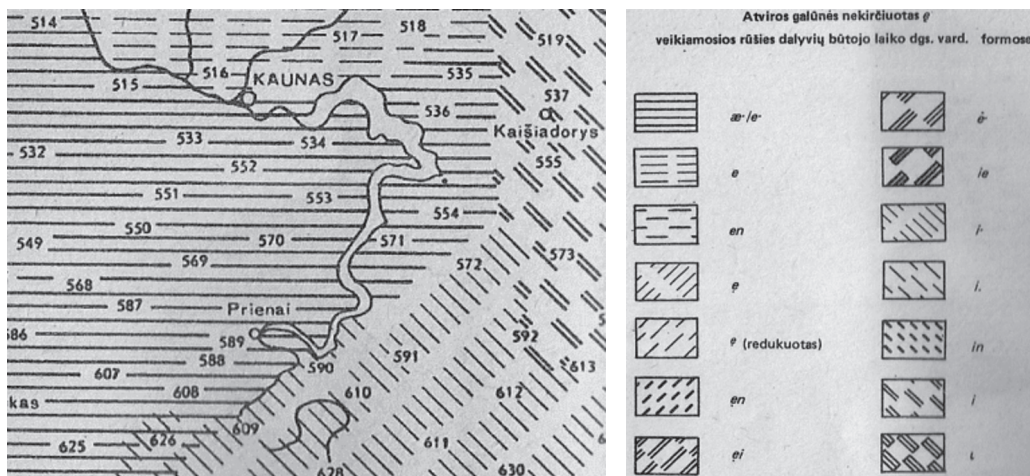 514
517
518
519
516
535
515
KAUNAS
537
536
Kaišiadorys
533
534
532
552
555
551
553
554
550
549
570
571
573
569
572
568
587
Prienai
586
589
592
588
590
591
613
607
610
612
608
kas
609
626
611
625
628
630
Atviros galūnės nekirčiuotas ę
veikiamosios rūšies dalyvių būtojo laiko dgs. vard. formose
æ·/e·
e
en
ẹ
ę (redukuotas)
ẹn
ẹi
ė·
ie
i·
i.
in
i
ι